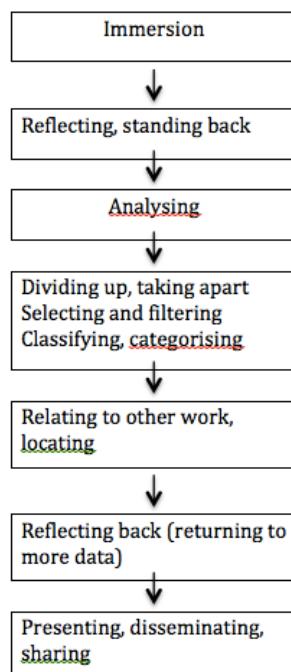 Immersion
Reflecting, standing back
Analysing
Dividing up, taking apart
Selecting and filtering
Classifying, categorising
Relating to other work,
locating
Reflecting back (returning to
more data)
Presenting, disseminating,
sharing